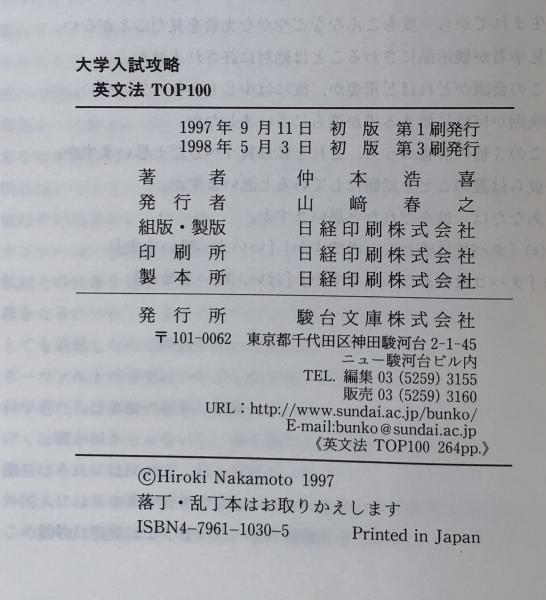 大学入試攻略
英文法 TOP100
1997年 9月11日 初 版 第1刷発行
1998年 5月 3日 初 版 第3刷発行
著者 仲本浩喜
発行者 山﨑春之
組版・製版 日経印刷株式会社
印刷所 日経印刷株式会社
製本所 日経印刷株式会社
発行所 駿台文庫株式会社
〒101-0062 東京都千代田区神田駿河台 2-1-45
ニュー駿河台ビル内
TEL. 編集 03 (5259) 3155
販売 03 (5259) 3160
URL : http://www.sundai.ac.jp/bunko/
E-mail:bunko@sundai.ac.jp
《英文法 TOP100 264pp.》
©Hiroki Nakamoto 1997
落丁・乱丁本はお取りかえします
ISBN4-7961-1030-5 Printed in Japan